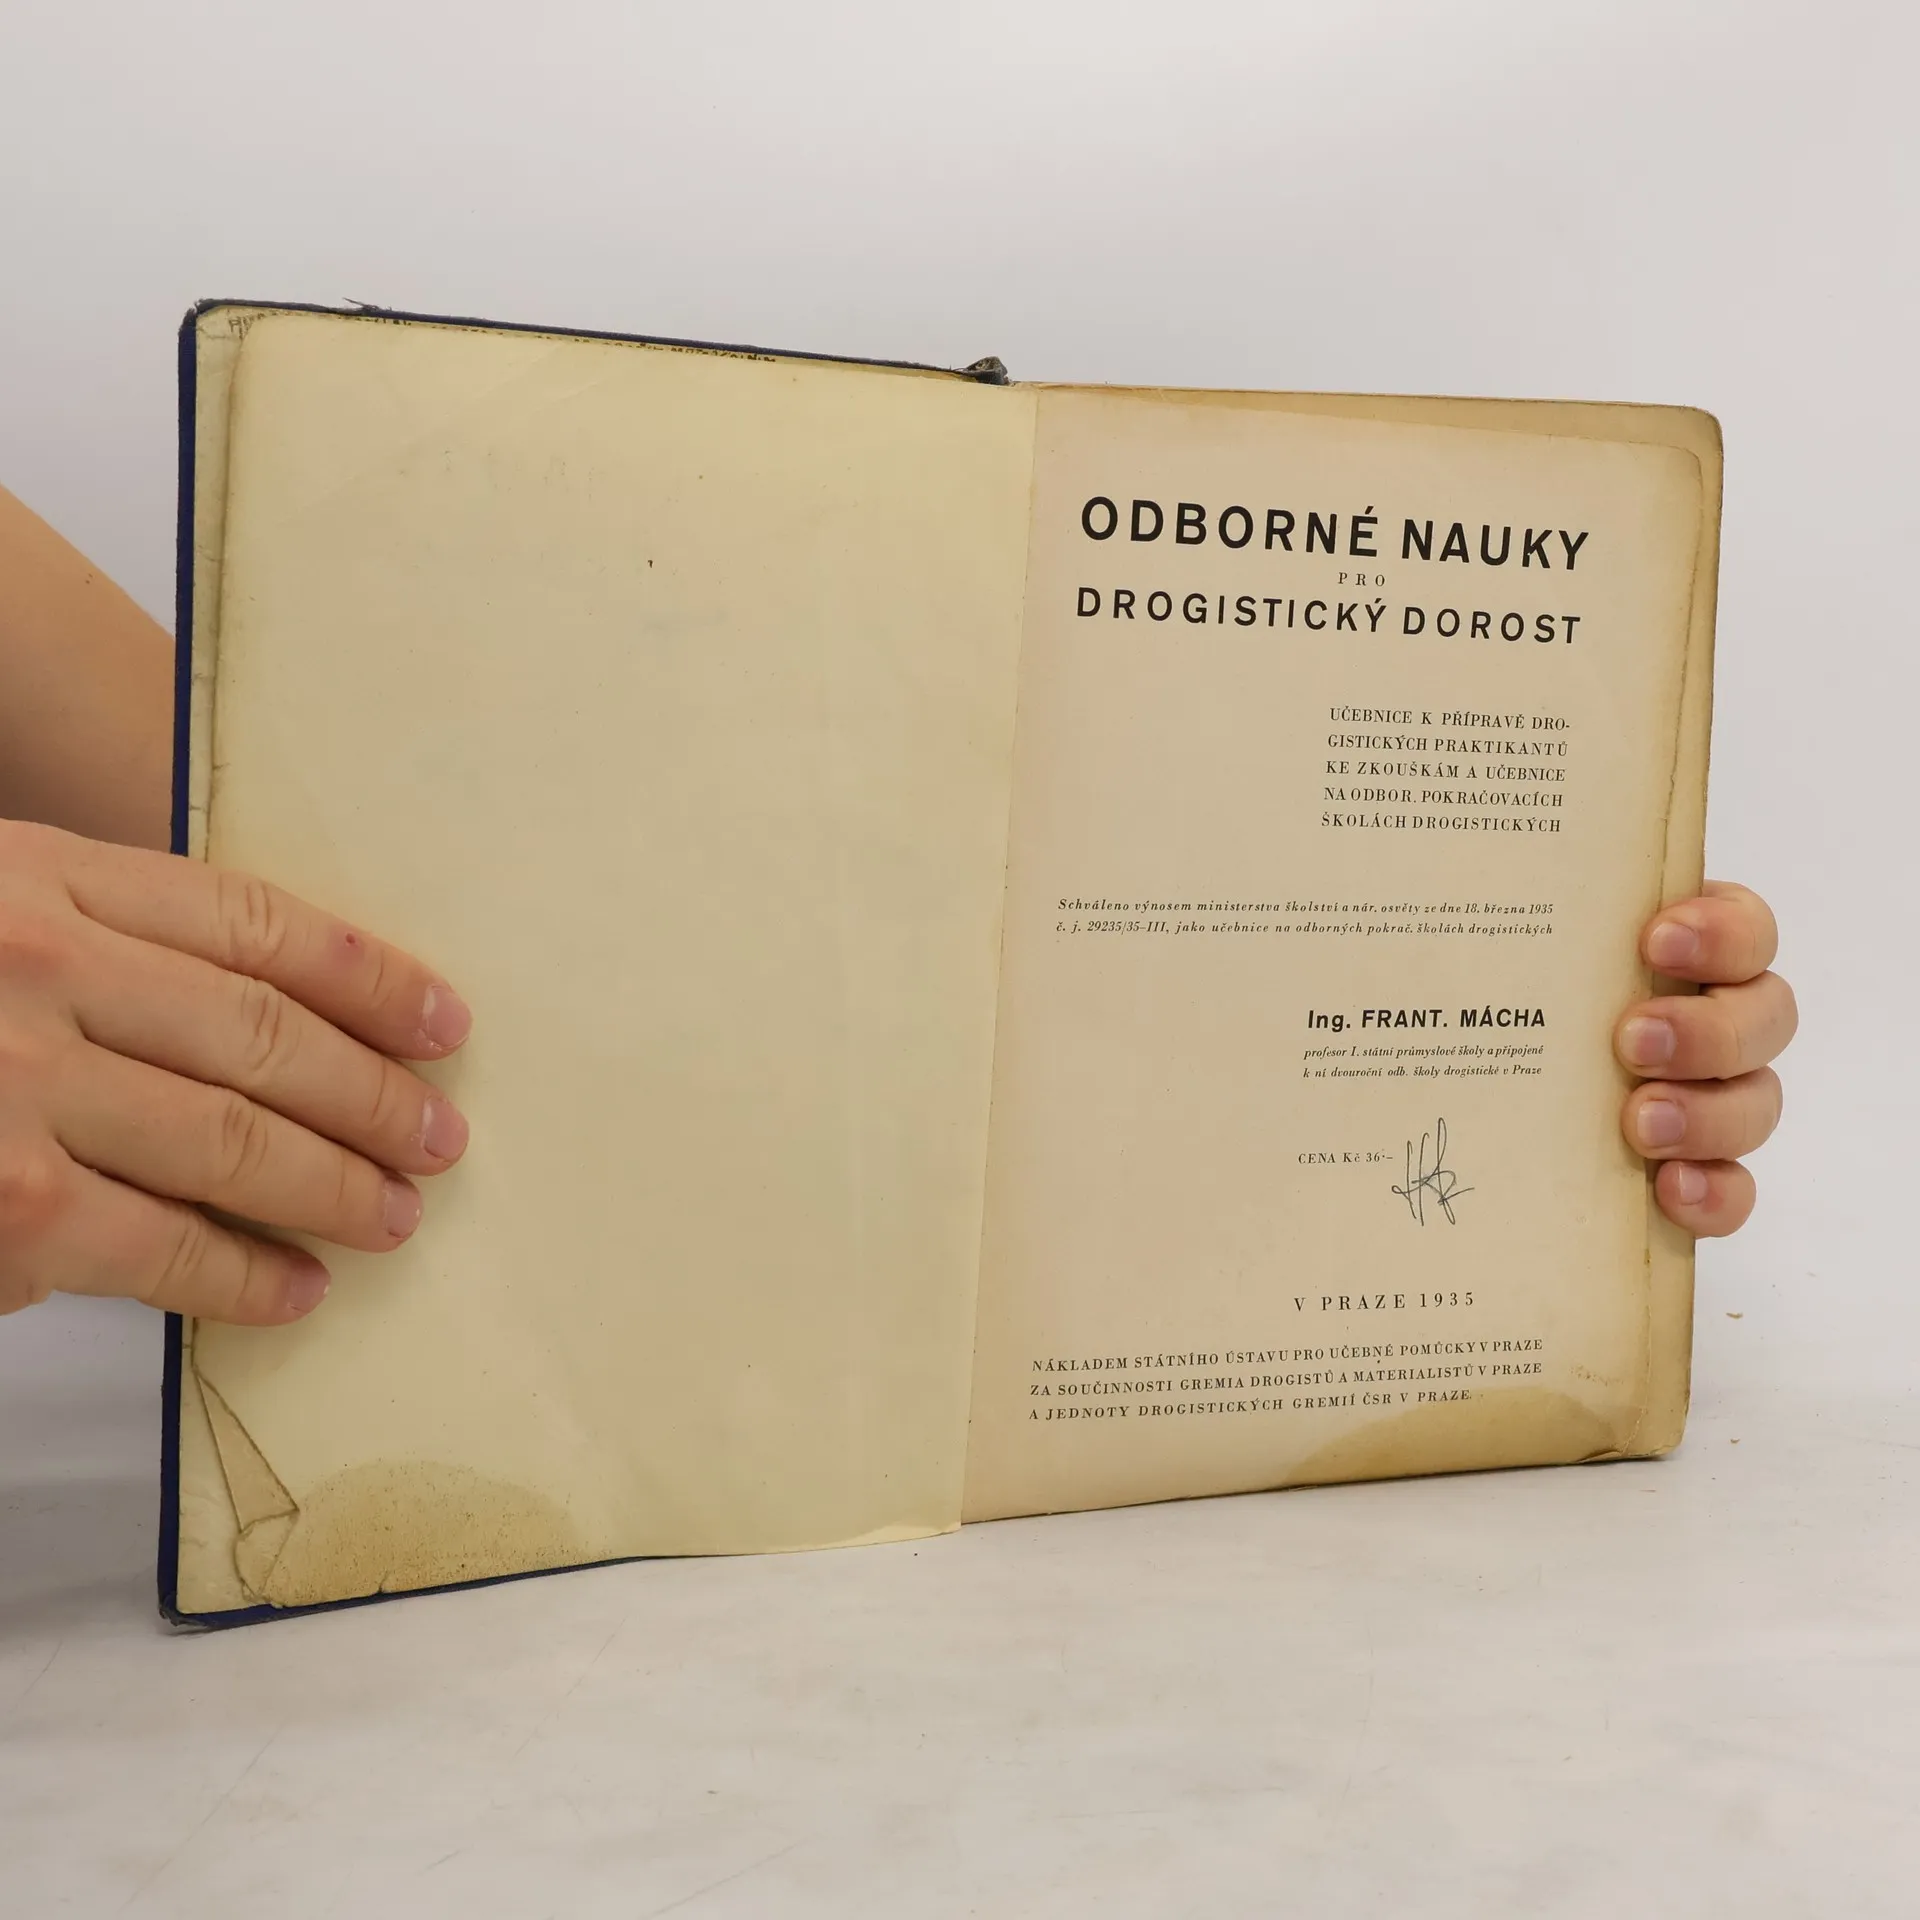 ODBORNÉ NAUKY
PRO
DROGISTICKÝ DOROST
UČEBNICE K PŘÍPRAVĚ DRO-
GISTICKÝCH PRAKTIKANTŮ
KE ZKOUŠKÁM A UČEBNICE
NA ODBOR. POKRAČOVACÍCH
ŠKOLÁCH DROGISTICKÝCH
Schváleno výnosem ministerstva školství a nár. osvěty ze dne 18. března 1935
č. j. 29235/35-III, jako učebnice na odborných pokrač. školách drogistických
Ing. FRANT. MÁCHA
profesor I. státní průmyslové školy a připojené
k ní dvouroční odb. školy drogistické v Praze
CENA Kč 36·–
V PRAZE 1935
NÁKLADEM STÁTNÍHO ÚSTAVU PRO UČEBNÉ POMŮCKY V PRAZE
ZA SOUČINNOSTI GREMIA DROGISTŮ A MATERIALISTŮ V PRAZE
A JEDNOTY DROGISTICKÝCH GREMIÍ ČSR V PRAZE